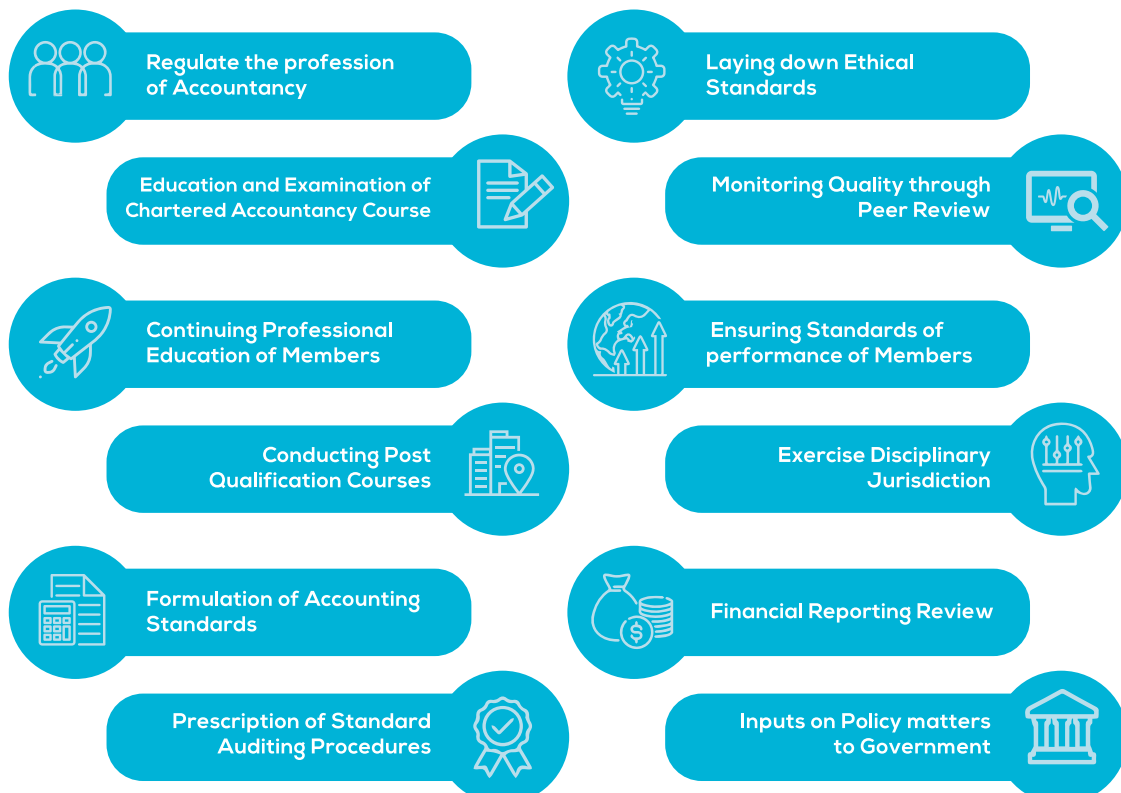 Regulate the profession
of Accountancy
Education and Examination of
Chartered Accountancy Course
Continuing Professional
Education of Members
Conducting Post
Qualification Courses
Formulation of Accounting
Standards
Prescription of Standard
Auditing Procedures
Laying down Ethical
Standards
Monitoring Quality through
Peer Review
Ensuring Standards of
performance of Members
Exercise Disciplinary
Jurisdiction
Financial Reporting Review
Inputs on Policy matters
to Government